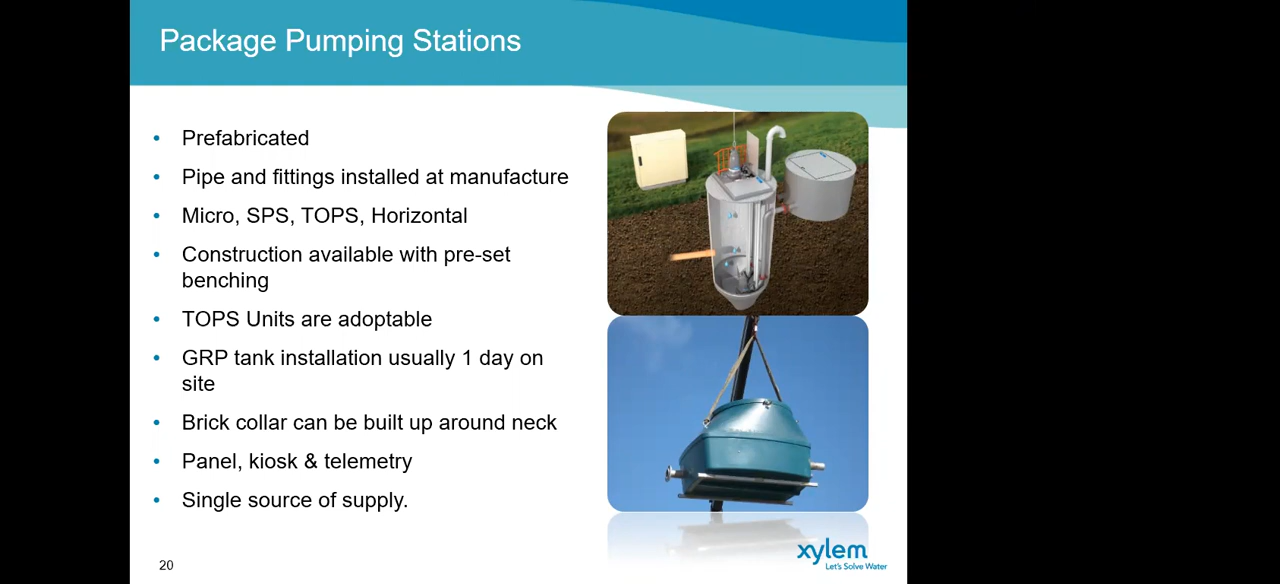 Package Pumping Stations
• Prefabricated
• Pipe and fittings installed at manufacture
• Micro, SPS, TOPS, Horizontal
• Construction available with pre-set
benching
• TOPS Units are adoptable
• GRP tank installation usually 1 day on
site
• Brick collar can be built up around neck
• Panel, kiosk & telemetry
• Single source of supply.
20
xylem
Let's Solve Water